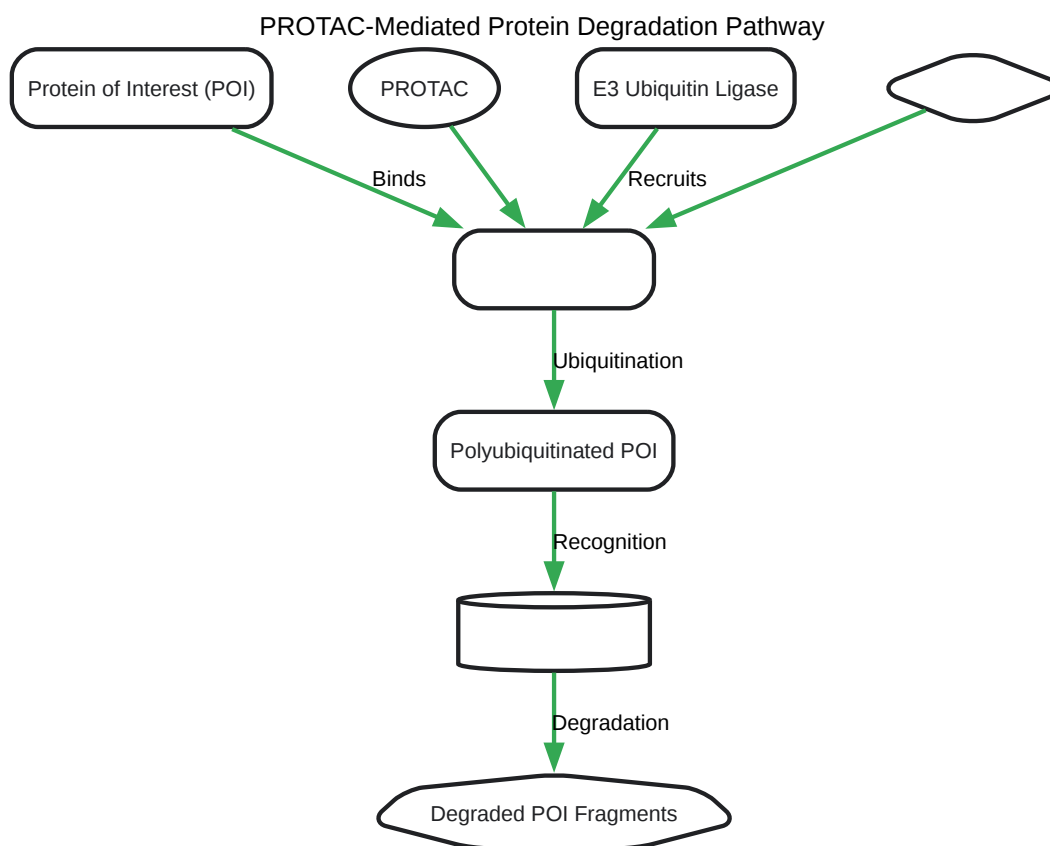 PROTAC-Mediated Protein Degradation Pathway
Protein of Interest (POI)
PROTAC
E3 Ubiquitin Ligase
Binds
Recruits
Ubiquitination
Polyubiquitinated POI
Recognition
Degradation
Degraded POI Fragments